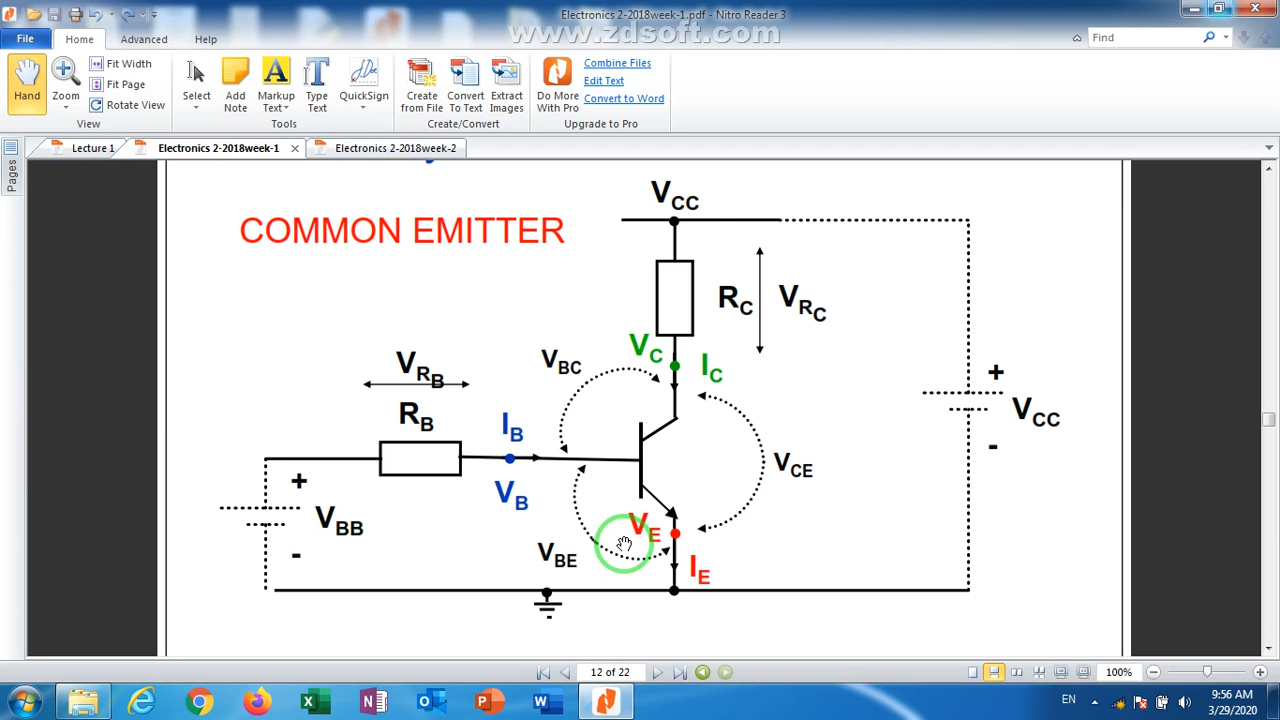 Electronics 2-2018week-1.pdf - Nitro Reader 3
www.zdsoft.com
File
Home
Advanced
Help
Find
Hand
Zoom
Fit Width
Fit Page
Rotate View
View
Select
Add Note
Markup Text
Type Text
QuickSign
Tools
Create from File
Convert To Text
Extract Images
Create/Convert
Do More With Pro
Combine Files
Edit Text
Convert to Word
Upgrade to Pro
Pages
Lecture 1
Electronics 2-2018week-1
Electronics 2-2018week-2
COMMON EMITTER
VCC
RC
VRC
VC
IC
VBC
VRB
RB
IB
VB
VCE
+
VCC
-
+
VBB
-
VE
VBE
IE
12 of 22
100%
EN
9:56 AM
3/29/2020